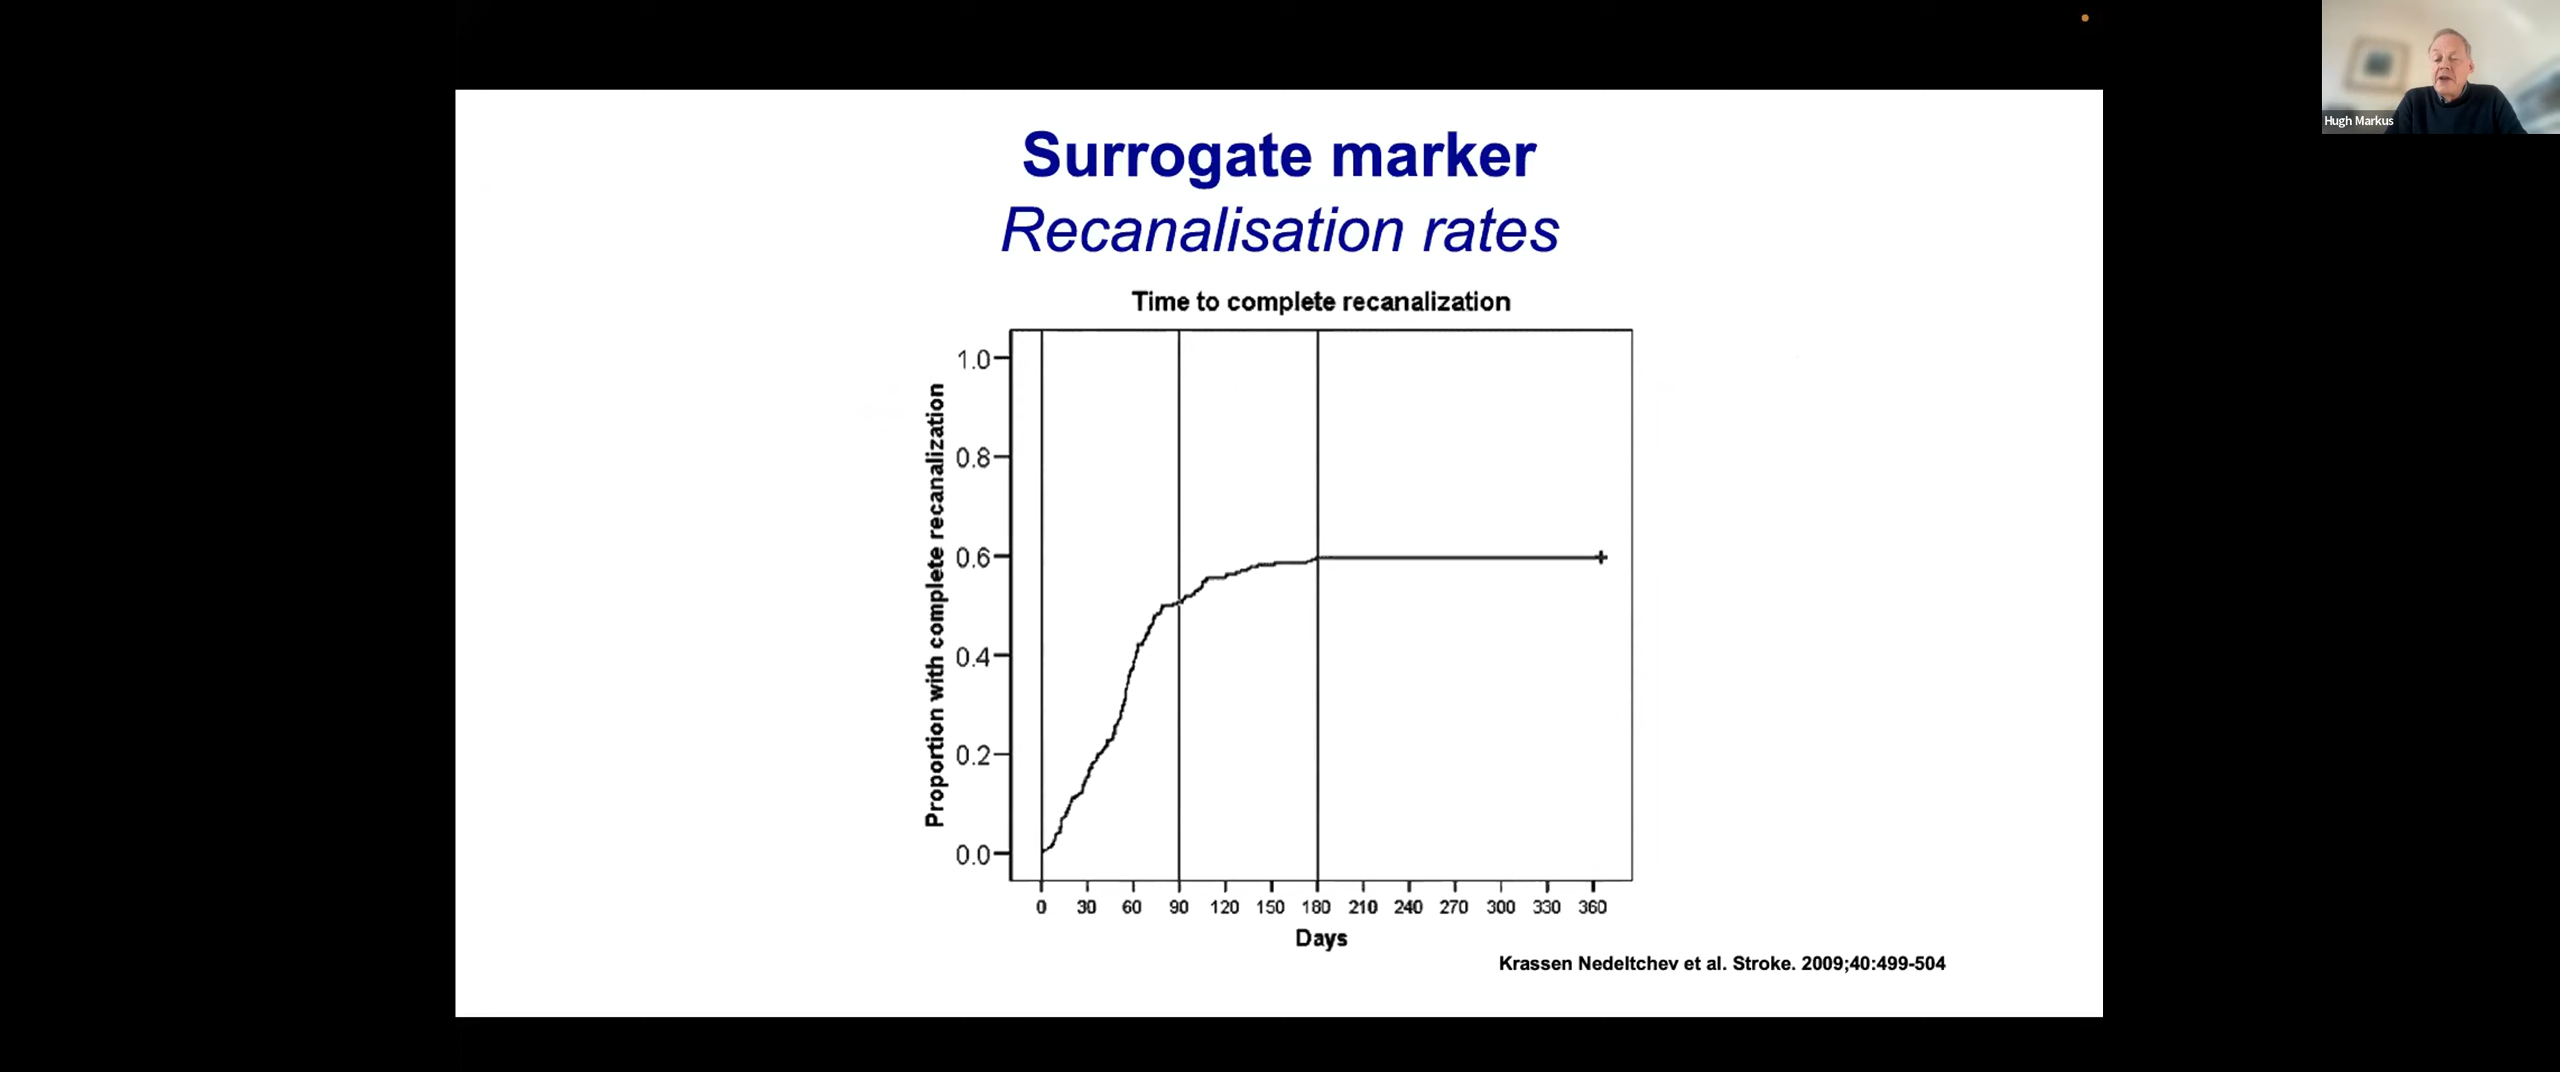 Hugh Markus
Surrogate marker
Recanalisation rates
Time to complete recanalization
Proportion with complete recanalization
1.0
0.8
0.6
0.4
0.2
0.0
0 30 60 90 120 150 180 210 240 270 300 330 360
Days
Krassen Nedeltchev et al. Stroke. 2009;40:499-504